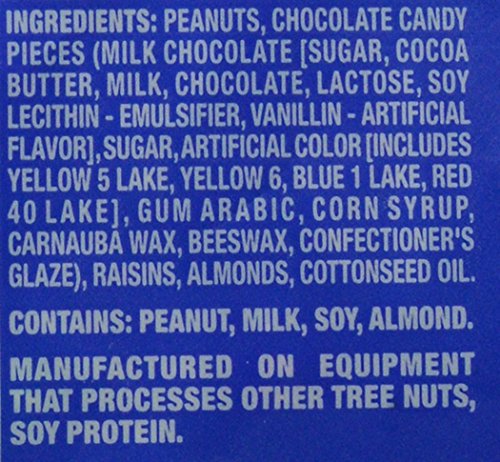 INGREDIENTS: PEANUTS, CHOCOLATE CANDY
PIECES (MILK CHOCOLATE [SUGAR, COCOA
BUTTER, MILK, CHOCOLATE, LACTOSE, SOY
LECITHIN - EMULSIFIER, VANILLIN - ARTIFICIAL
FLAVOR], SUGAR, ARTIFICIAL COLOR [INCLUDES
YELLOW 5 LAKE, YELLOW 6, BLUE 1 LAKE, RED
40 LAKE], GUM ARABIC, CORN SYRUP,
CARNAUBA WAX, BEESWAX, CONFECTIONER'S
GLAZE), RAISINS, ALMONDS, COTTONSEED OIL.
CONTAINS: PEANUT, MILK, SOY, ALMOND.
MANUFACTURED ON EQUIPMENT
THAT PROCESSES OTHER TREE NUTS,
SOY PROTEIN.